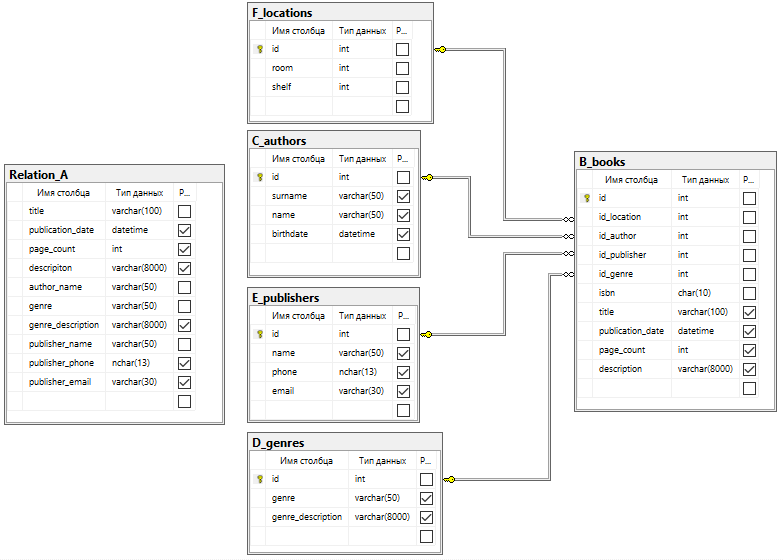 F_locations
Имя столбца Тип данных Р...
id int
room int
shelf int
C_authors
Имя столбца Тип данных Р...
id int
surname varchar(50)
name varchar(50)
birthdate datetime
Relation_A
Имя столбца Тип данных Р...
title varchar(100)
publication_date datetime
page_count int
descripiton varchar(8000)
author_name varchar(50)
genre varchar(50)
genre_description varchar(8000)
publisher_name varchar(50)
publisher_phone nchar(13)
publisher_email varchar(30)
B_books
Имя столбца Тип данных Р...
id int
id_location int
id_author int
id_publisher int
id_genre int
isbn char(10)
title varchar(100)
publication_date datetime
page_count int
description varchar(8000)
E_publishers
Имя столбца Тип данных Р...
id int
name varchar(50)
phone nchar(13)
email varchar(30)
D_genres
Имя столбца Тип данных Р...
id int
genre varchar(50)
genre_description varchar(8000)